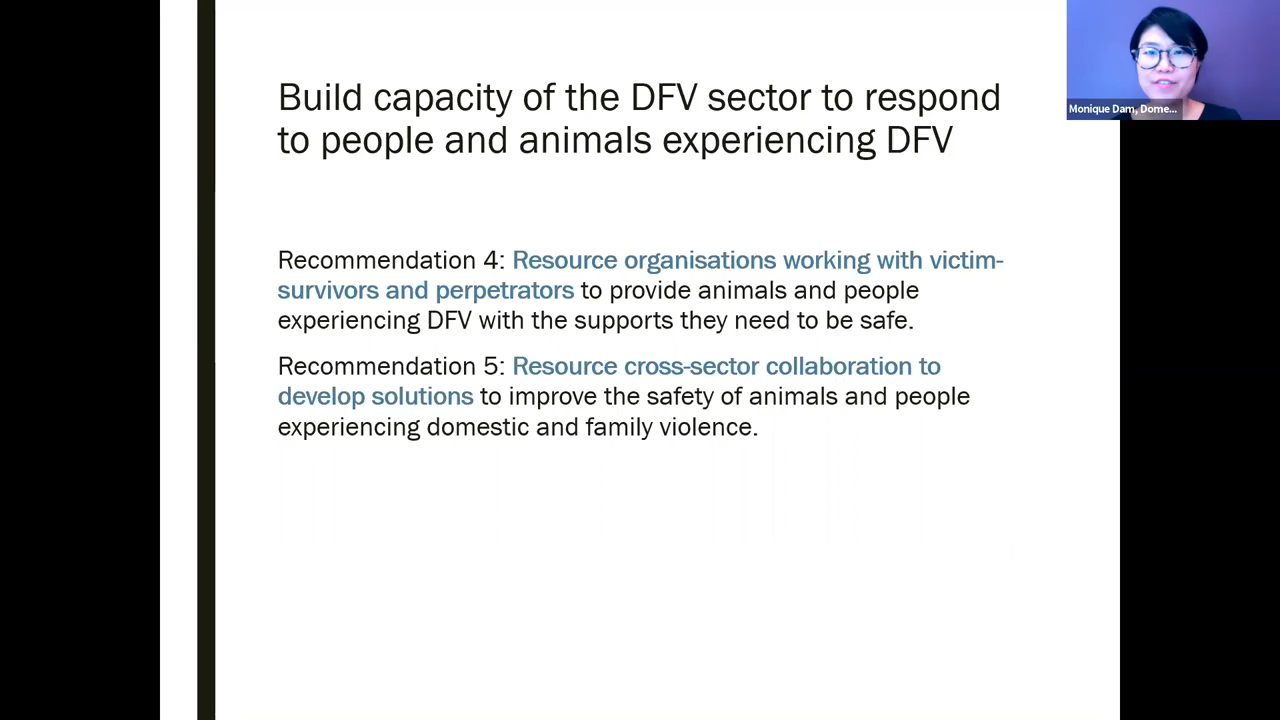 Build capacity of the DFV sector to respond
to people and animals experiencing DFV
Monique Dam, Dome...
Recommendation 4: Resource organisations working with victim-
survivors and perpetrators to provide animals and people
experiencing DFV with the supports they need to be safe.
Recommendation 5: Resource cross-sector collaboration to
develop solutions to improve the safety of animals and people
experiencing domestic and family violence.